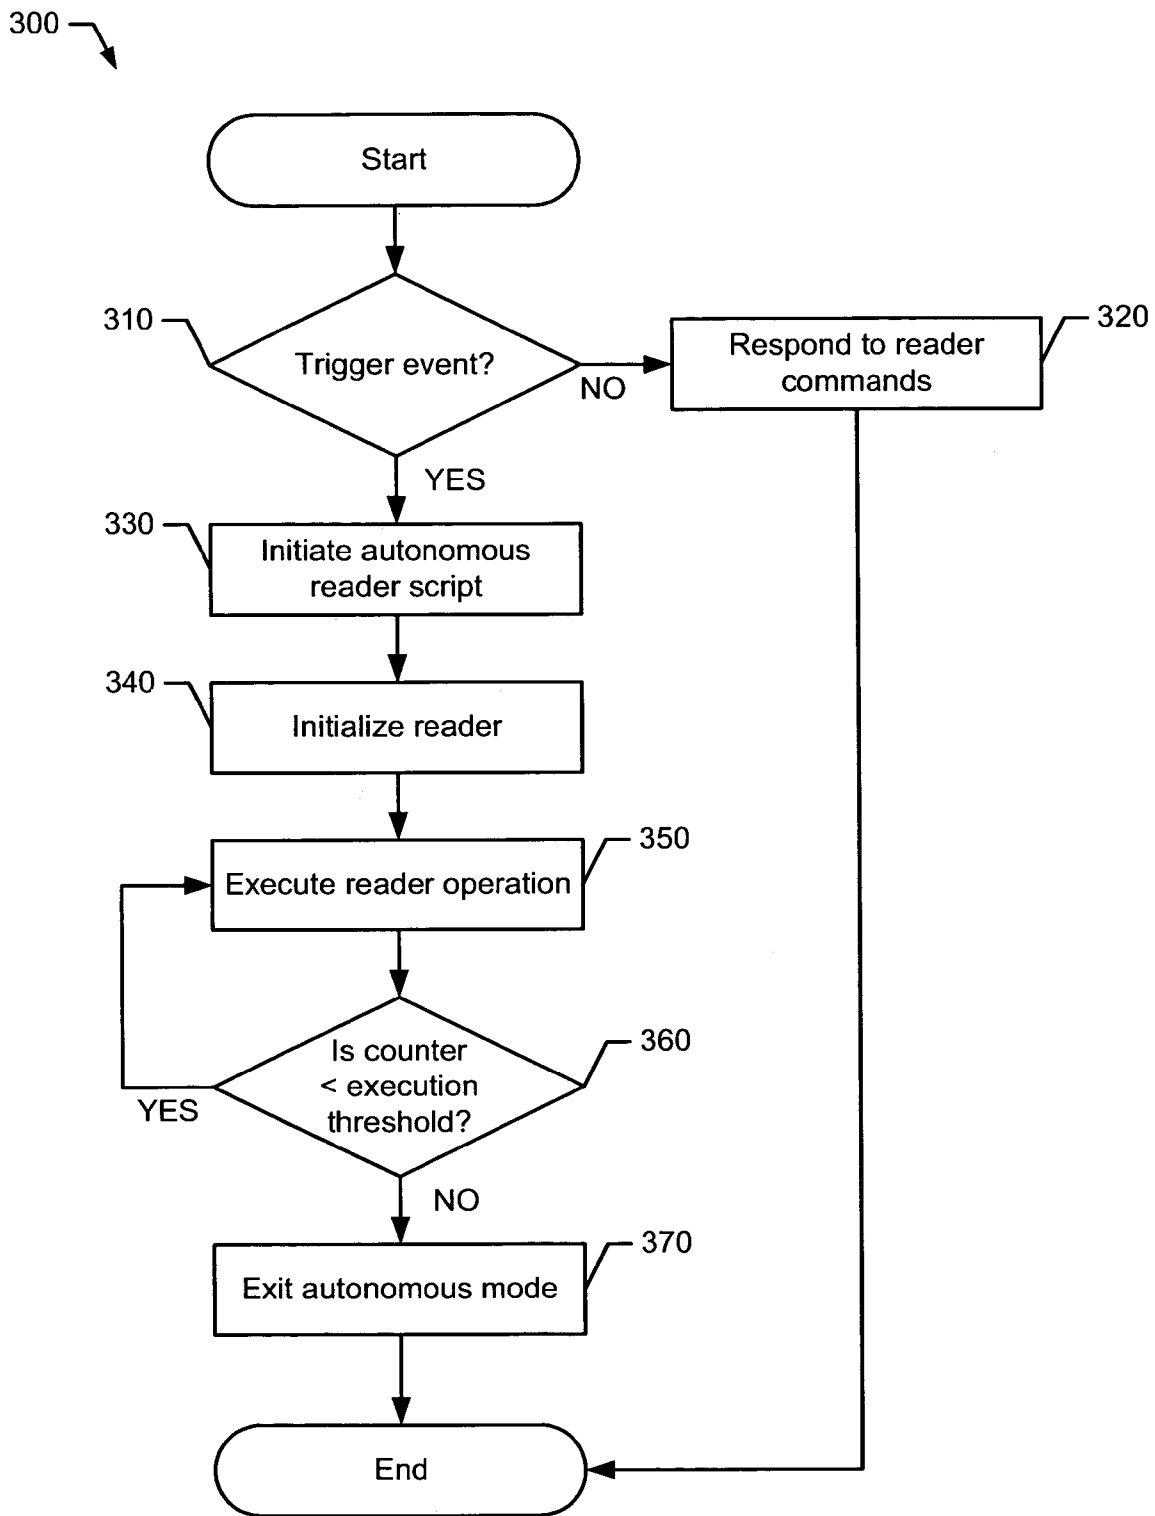 300
Start
310
Trigger event?
NO
320
Respond to reader
commands
YES
330
Initiate autonomous
reader script
340
Initialize reader
350
Execute reader operation
360
Is counter
< execution
threshold?
YES
NO
370
Exit autonomous mode
End